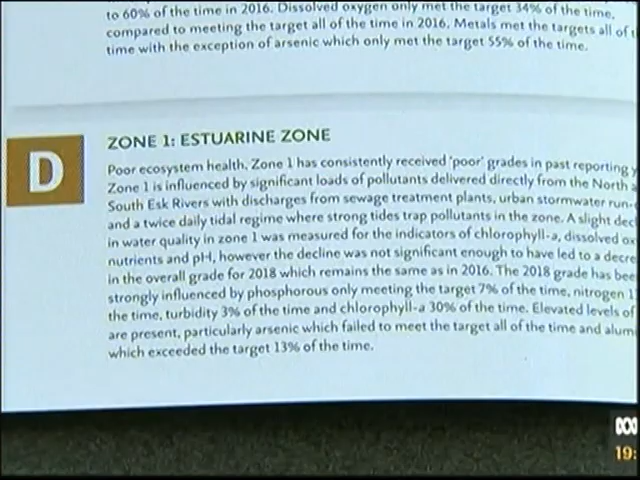 to 60% of the time in 2016. Dissolved oxygen only met the target 34% of the time,
compared to meeting the target all of the time in 2016. Metals met the targets all of t
time with the exception of arsenic which only met the target 55% of the time.
D
ZONE 1: ESTUARINE ZONE
Poor ecosystem health. Zone 1 has consistently received 'poor' grades in past reporting y
Zone 1 is influenced by significant loads of pollutants delivered directly from the North
South Esk Rivers with discharges from sewage treatment plants, urban stormwater run-
and a twice daily tidal regime where strong tides trap pollutants in the zone. A slight dec
in water quality in zone 1 was measured for the indicators of chlorophyll-a, dissolved ox
nutrients and pH, however the decline was not significant enough to have led to a decre
in the overall grade for 2018 which remains the same as in 2016. The 2018 grade has bee
strongly influenced by phosphorous only meeting the target 7% of the time, nitrogen 1
the time, turbidity 3% of the time and chlorophyll-a 30% of the time. Elevated levels of
are present, particularly arsenic which failed to meet the target all of the time and alum
which exceeded the target 13% of the time.
19: